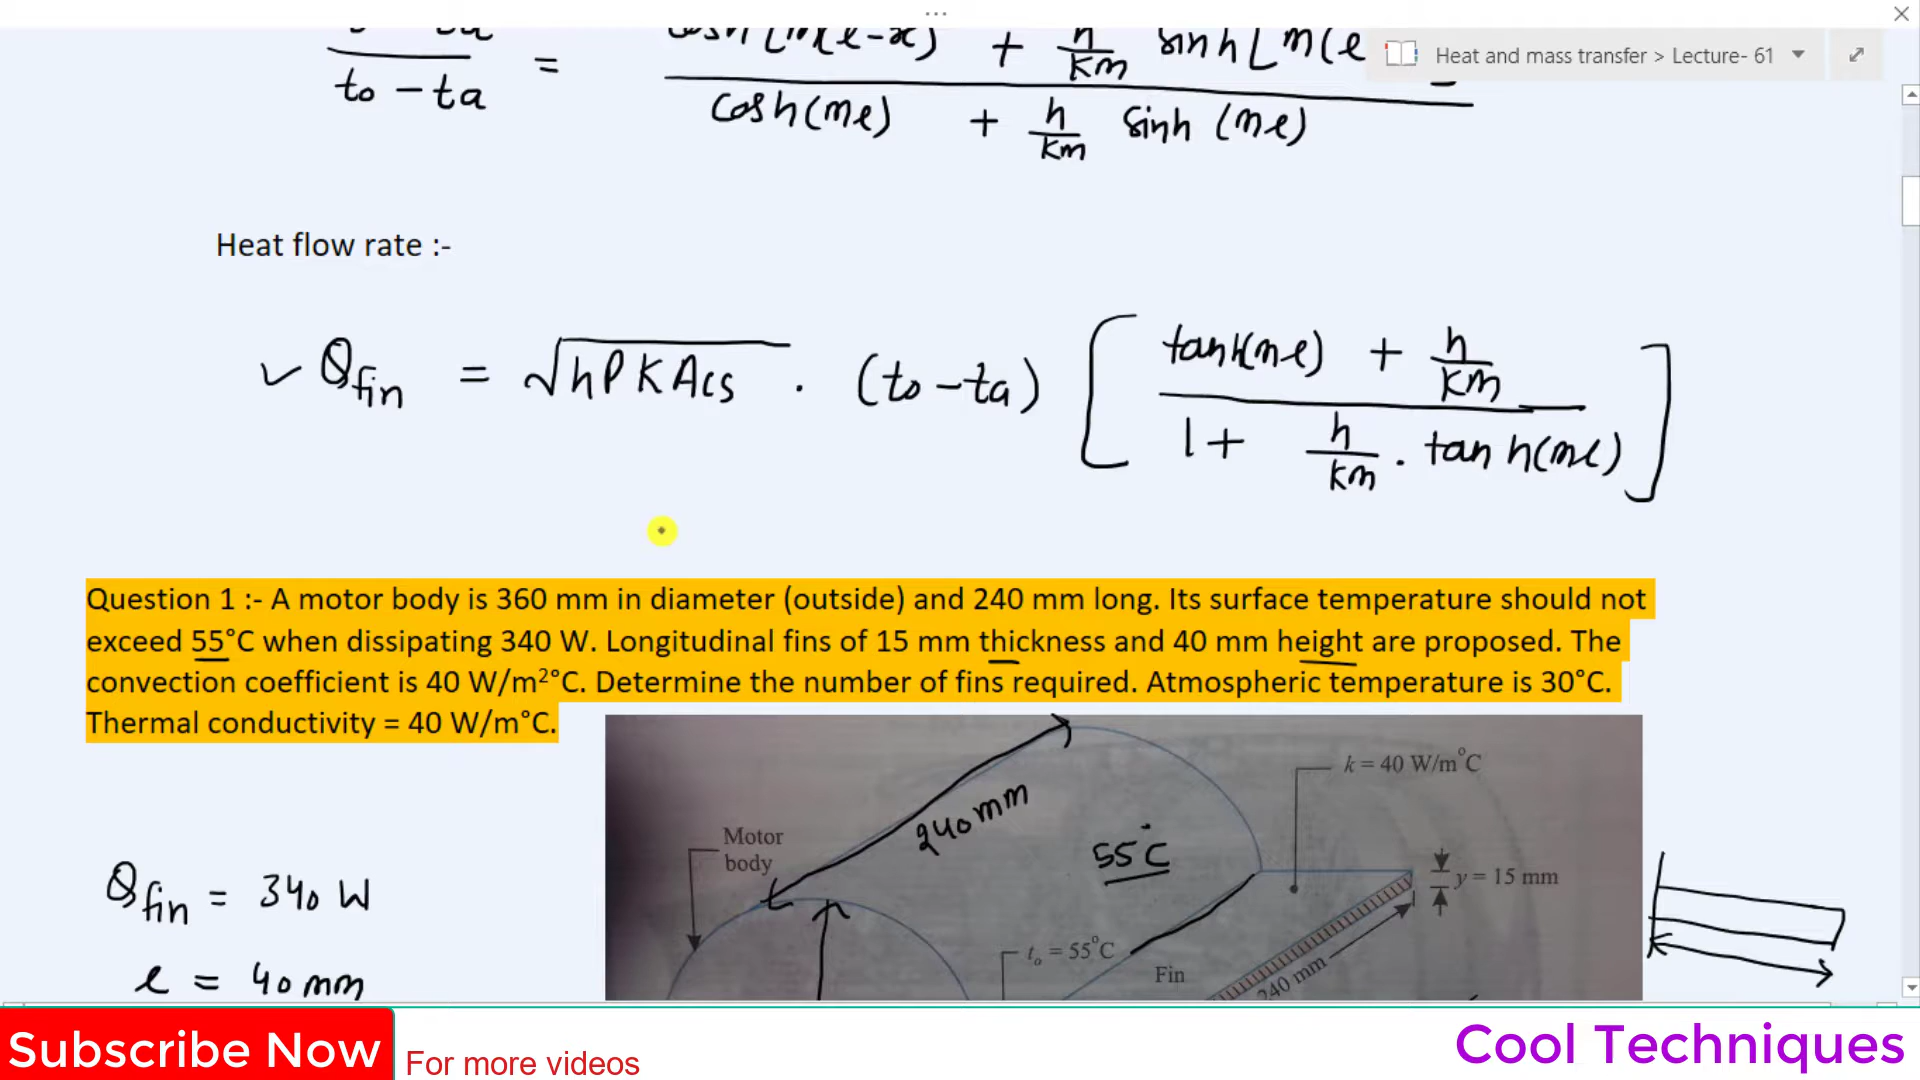 Heat and mass transfer > Lecture- 61
to - ta =
cosh(ml) + h/km sinh (ml)
Heat flow rate :-
Qfin = √hPKAcs . (to - ta) [ tanh(ml) + h/km / 1 + h/km . tanh(ml) ]
Question 1 :- A motor body is 360 mm in diameter (outside) and 240 mm long. Its surface temperature should not
exceed 55°C when dissipating 340 W. Longitudinal fins of 15 mm thickness and 40 mm height are proposed. The
convection coefficient is 40 W/m²°C. Determine the number of fins required. Atmospheric temperature is 30°C.
Thermal conductivity = 40 W/m°C.
k = 40 W/m°C
240mm
Motor
body
55°C
y = 15 mm
Qfin = 340 W
to = 55°C
Fin
240 mm
l = 40 mm
Subscribe Now
For more videos
Cool Techniques